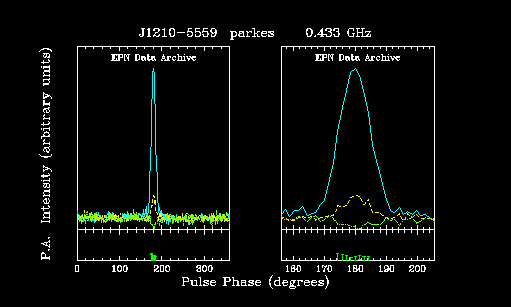 J1210-5559 parkes 0.433 GHz
EPN Data Archive EPN Data Archive
P.A. Intensity (arbitrary units)
0 100 200 300 160 170 180 190 200
Pulse Phase (degrees)